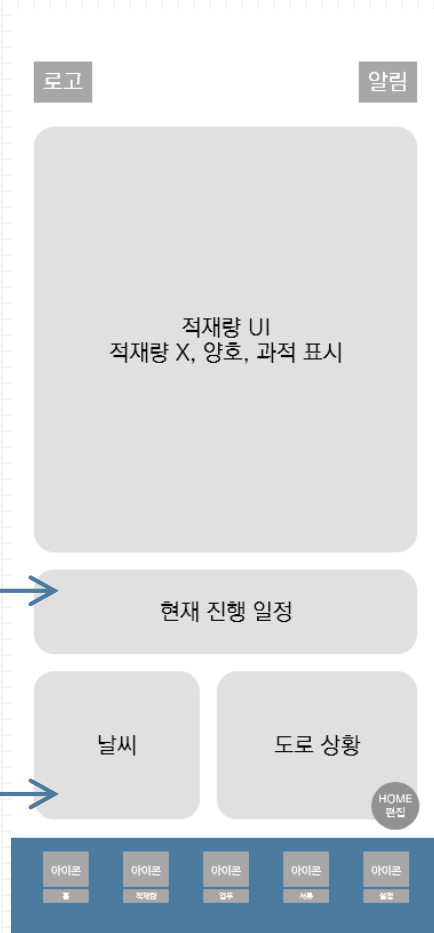 로고
알림
적재량 UI
적재량 X, 양호, 과적 표시
현재 진행 일정
날씨
도로 상황
HOME
편집
아이콘 아이콘 아이콘 아이콘 아이콘
홈 적재량 업무 서류 설정